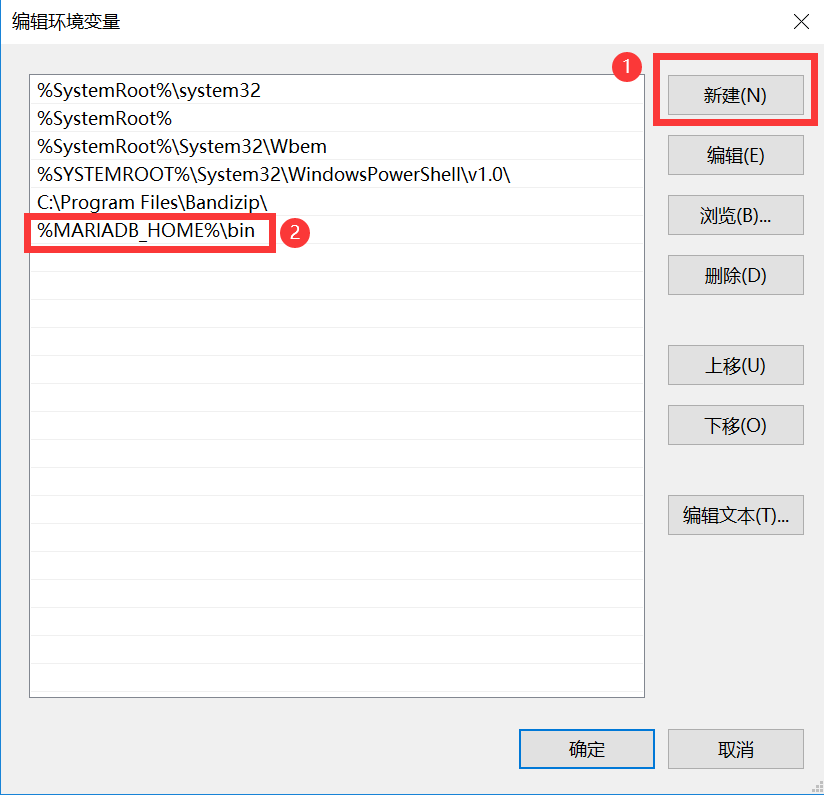 编辑环境变量
1
%SystemRoot%\system32
新建(N)
%SystemRoot%
%SystemRoot%\System32\Wbem
编辑(E)
%SYSTEMROOT%\System32\WindowsPowerShell\v1.0\
C:\Program Files\Bandizip\
浏览(B)...
%MARIADB_HOME%\bin
2
删除(D)
上移(U)
下移(O)
编辑文本(T)...
确定
取消